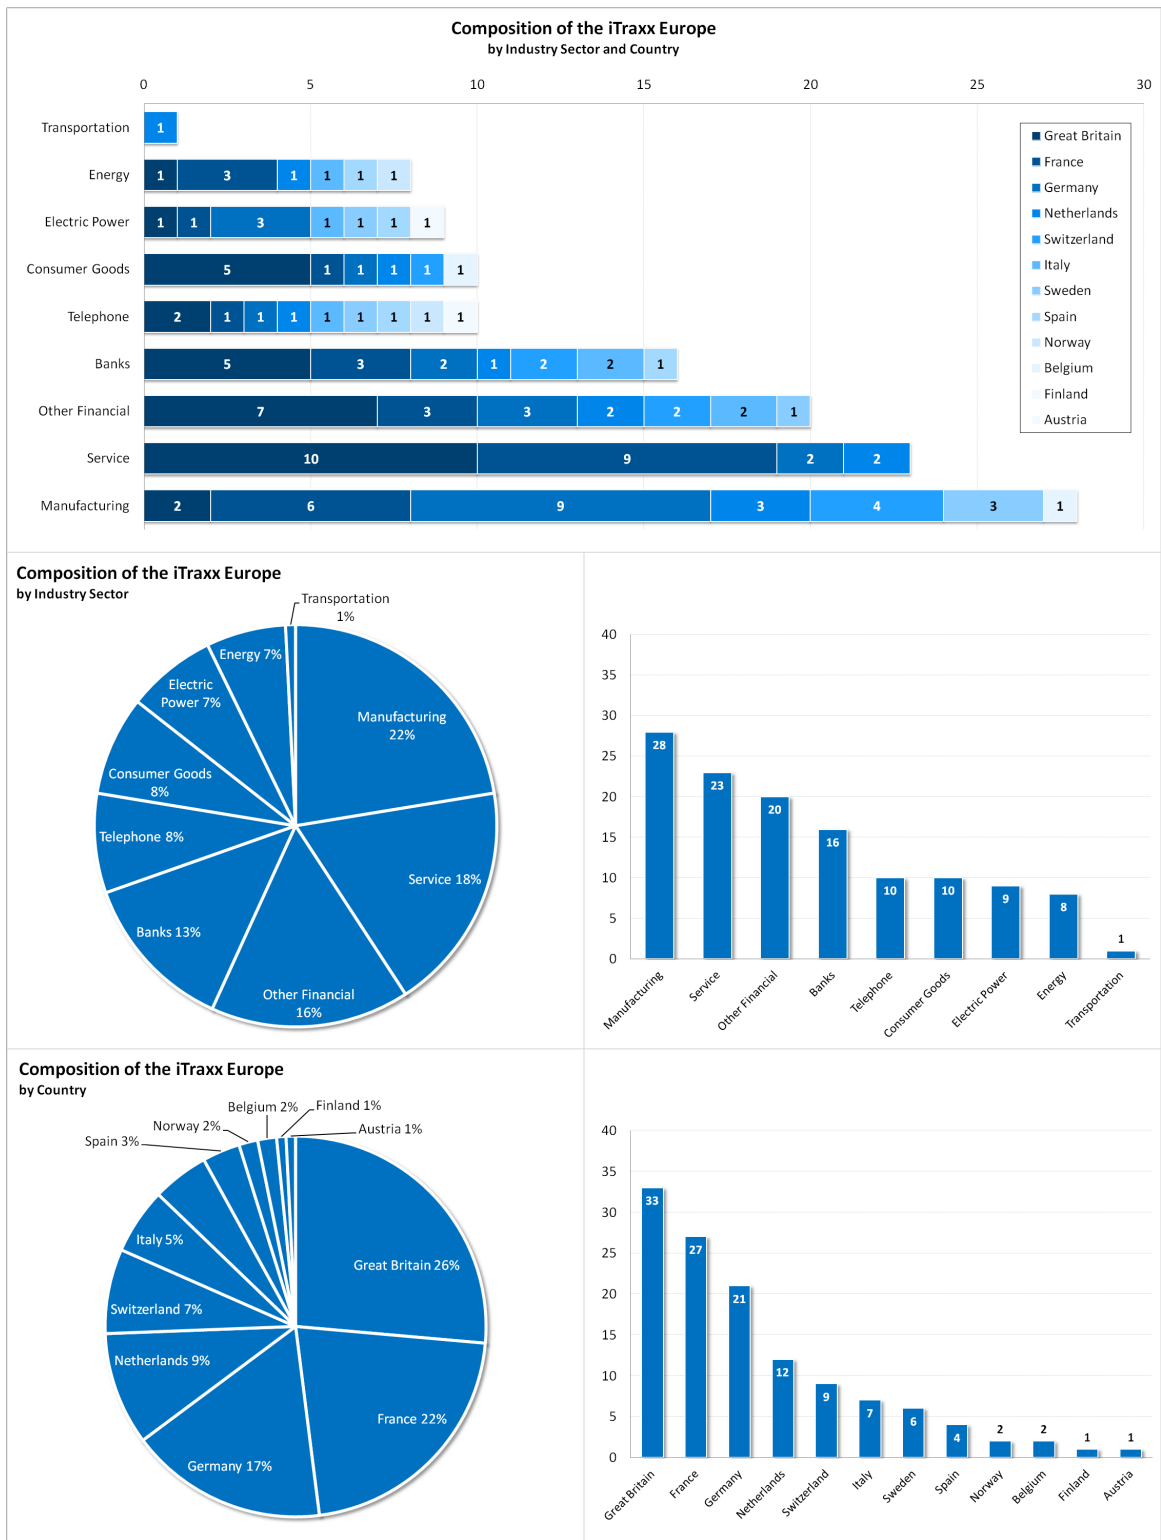 Composition of the iTraxx Europe
by Industry Sector and Country
0 5 10 15 20 25 30
Transportation 1
Energy 1 3 1 1 1 1
Electric Power 1 1 3 1 1 1 1
Consumer Goods 5 1 1 1 1 1
Telephone 2 1 1 1 1 1 1 1 1
Banks 5 3 2 1 2 2 1
Other Financial 7 3 3 2 2 2 1
Service 10 9 2 2
Manufacturing 2 6 9 3 4 3 1
Great Britain
France
Germany
Netherlands
Switzerland
Italy
Sweden
Spain
Norway
Belgium
Finland
Austria
Composition of the iTraxx Europe
by Industry Sector
Transportation
1%
Energy 7%
Electric
Power 7%
Manufacturing
22%
Consumer Goods
8%
Telephone 8%
Service 18%
Banks 13%
Other Financial
16%
40
35
30
25
20
15
10
5
0
28 23 20 16 10 10 9 8 1
Manufacturing Service Other Financial Banks Telephone Consumer Goods Electric Power Energy Transportation
Composition of the iTraxx Europe
by Country
Belgium 2%
Finland 1%
Norway 2%
Austria 1%
Spain 3%
Italy 5%
Great Britain 26%
Switzerland 7%
Netherlands 9%
France 22%
Germany 17%
40
35
30
25
20
15
10
5
0
33 27 21 12 9 7 6 4 2 2 1 1
Great Britain France Germany Netherlands Switzerland Italy Sweden Spain Norway Belgium Finland Austria